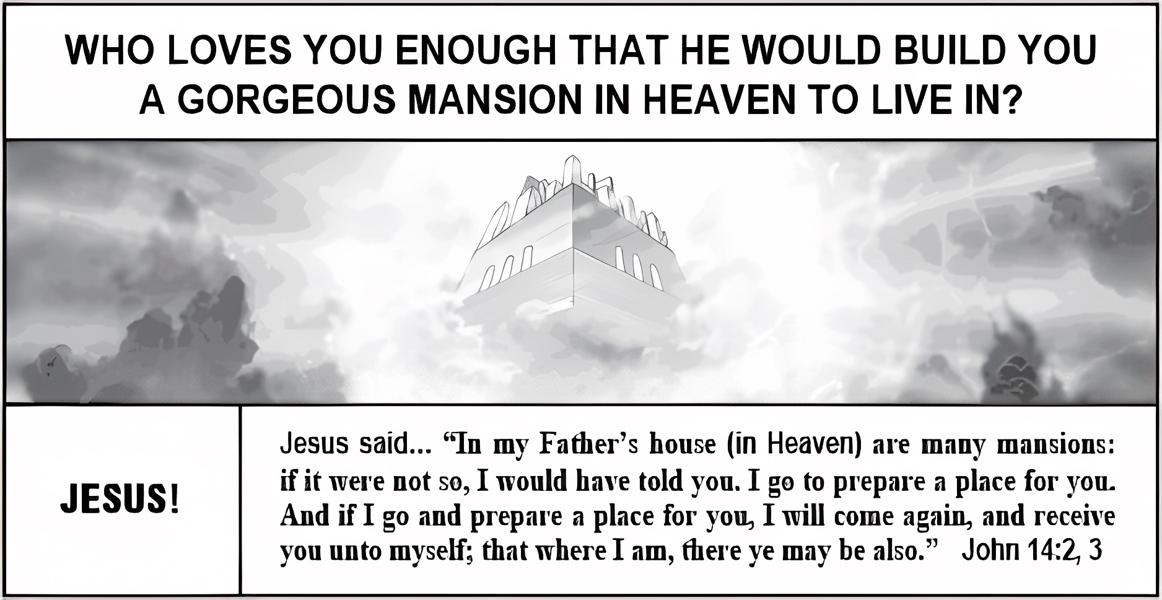 WHO LOVES YOU ENOUGH THAT HE WOULD BUILD YOU
A GORGEOUS MANSION IN HEAVEN TO LIVE IN?
JESUS!
Jesus said... “In my Father’s house (in Heaven) are many mansions:
if it were not so, I would have told you. I go to prepare a place for you.
And if I go and prepare a place for you, I will come again, and receive
you unto myself; that where I am, there ye may be also.” John 14:2, 3